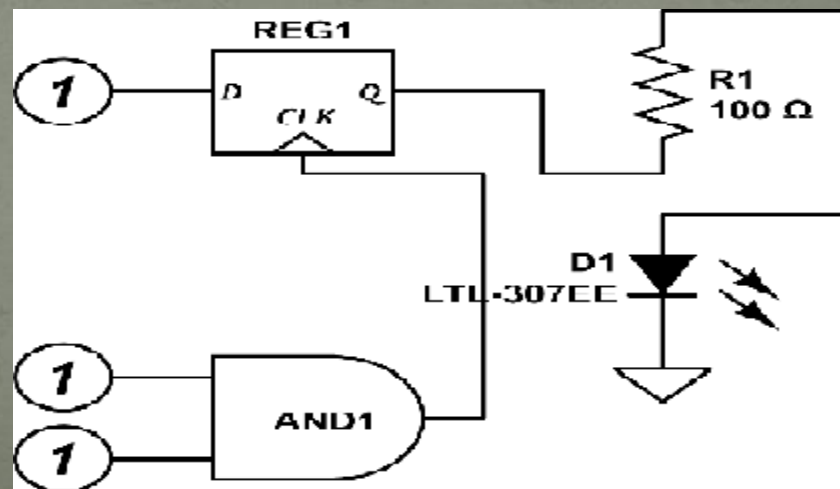 REG1
1
D
Q
CLK
R1
100 Ω
D1
LTL-307EE
1
AND1
1